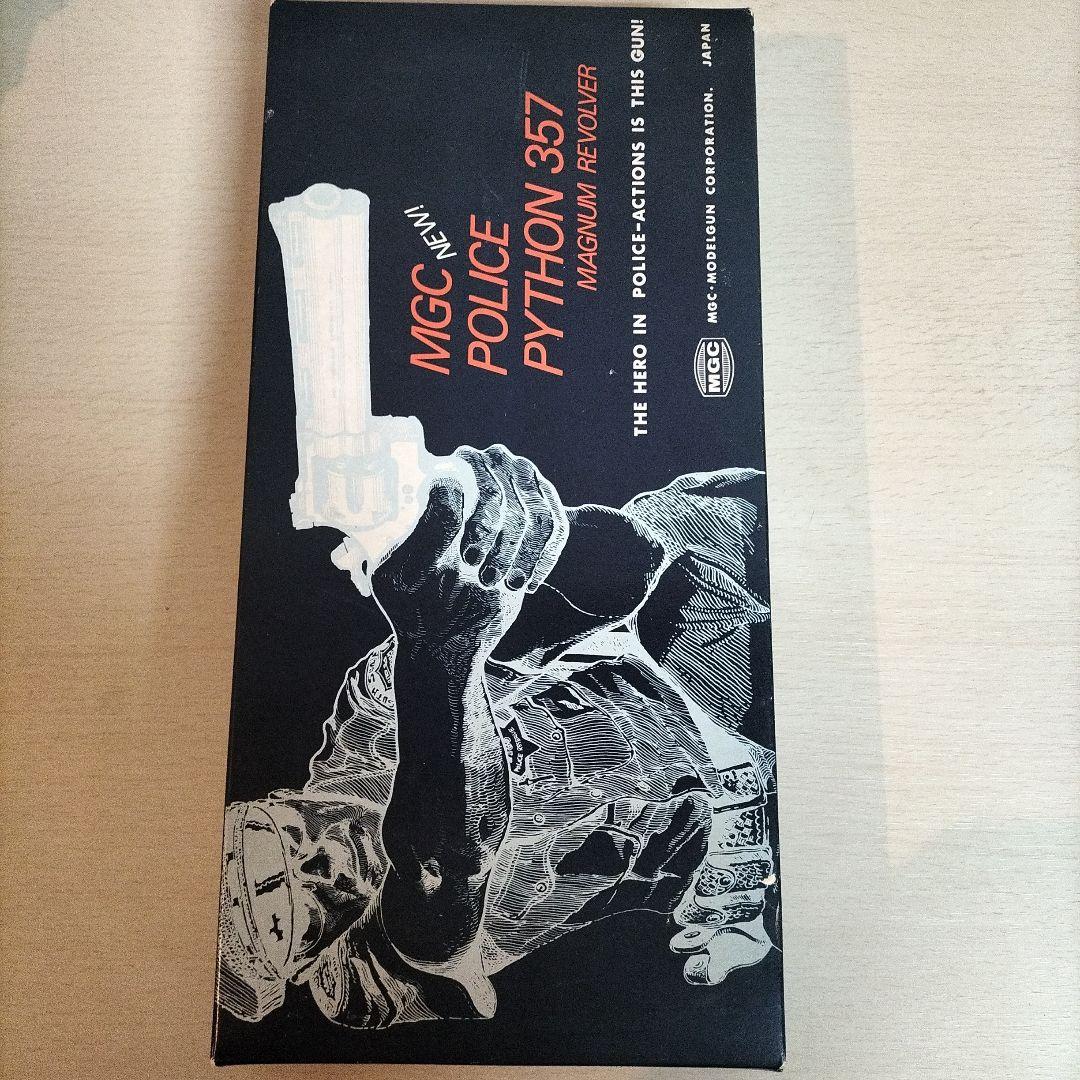 MGC NEW!
POLICE
PYTHON 357
MAGNUM REVOLVER
THE HERO IN POLICE-ACTIONS IS THIS GUN!
MGC MGC・MODELGUN CORPORATION. JAPAN